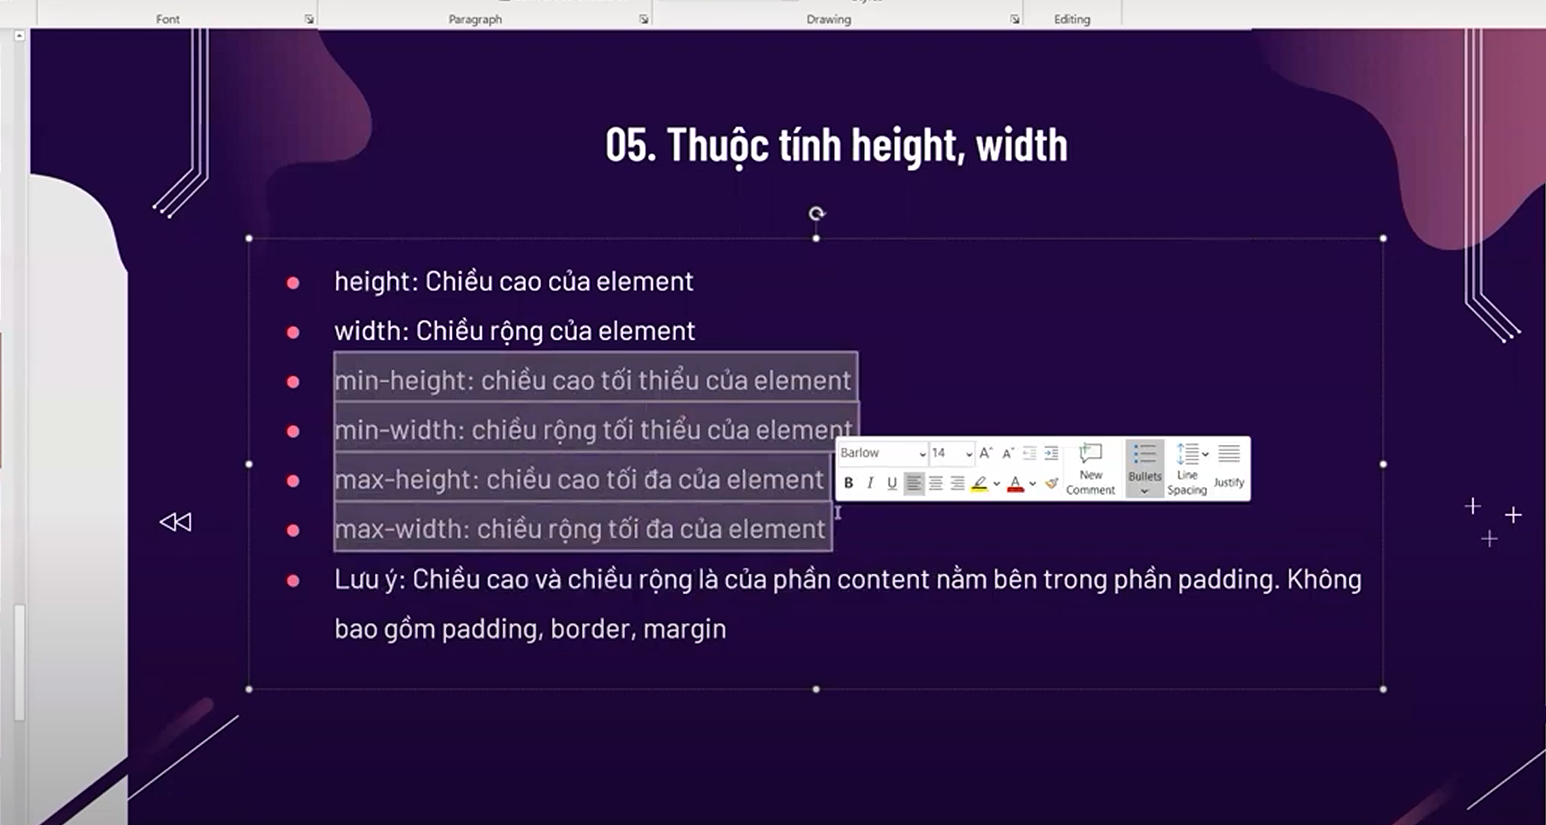 Font
Paragraph
Drawing
Editing
05. Thuộc tính height, width
height: Chiều cao của element
width: Chiều rộng của element
min-height: chiều cao tối thiểu của element
min-width: chiều rộng tối thiểu của element
max-height: chiều cao tối đa của element
max-width: chiều rộng tối đa của element
Lưu ý: Chiều cao và chiều rộng là của phần content nằm bên trong phần padding. Không
bao gồm padding, border, margin
Barlow
14
A A
B I U
A
New
Comment
Bullets
Line
Spacing
Justify